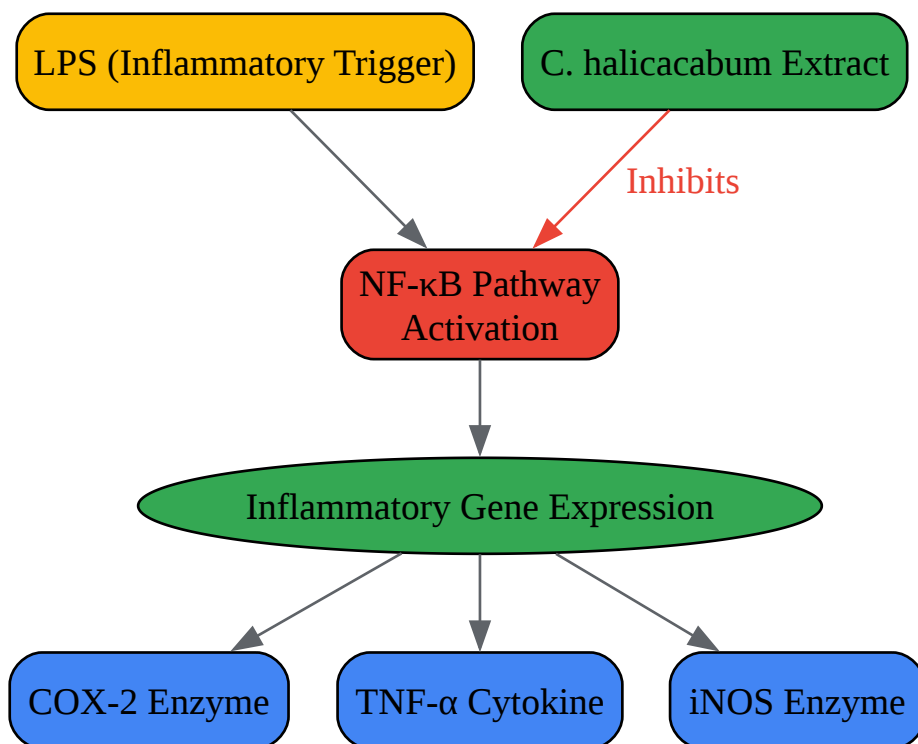 LPS (Inflammatory Trigger)
C. halicacabum Extract
Inhibits
NF-κB Pathway
Activation
Inflammatory Gene Expression
COX-2 Enzyme
TNF-α Cytokine
iNOS Enzyme